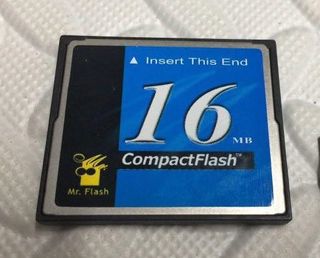 ▲ Insert This End
16 MB
CompactFlash™
Mr. Flash